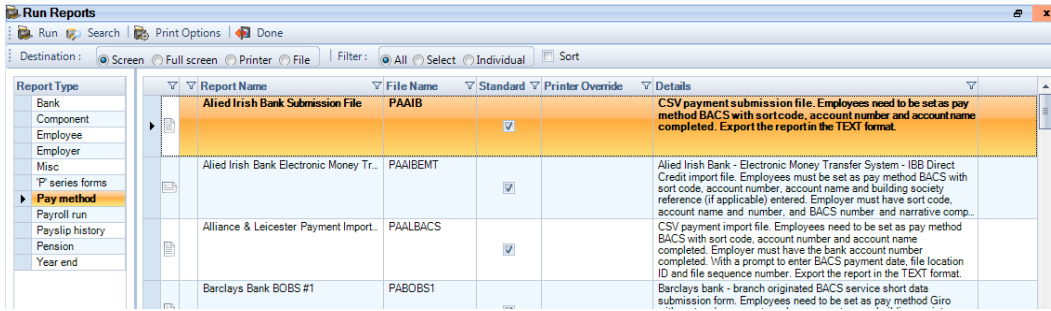 Run Reports
Run Search Print Options Done
Destination : Screen Full screen Printer File Filter : All Select Individual Sort
Report Type Report Name File Name Standard Printer Override Details
Bank
Component
Employee
Employer
Misc
'P' series forms
Pay method
Payroll run
Payslip history
Pension
Year end
Alied Irish Bank Submission File PAAIB CSV payment submission file. Employees need to be set as pay
method BACS with sort code, account number and account name
completed. Export the report in the TEXT format.
Alied Irish Bank Electronic Money Tr... PAAIBEMT Alied Irish Bank - Electronic Money Transfer System - IBB Direct
Credit import file. Employees must be set as pay method BACS with
sort code, account number, account name and building society
reference (if applicable) entered. Employer must have sort code,
account name and number, and BACS number and narrative comp...
Alliance & Leicester Payment Import... PAALBACS CSV payment import file. Employees need to be set as pay method
BACS with sort code, account number and account name
completed. Employer must have the bank account number
completed. With a prompt to enter BACS payment date, file location
ID and file sequence number. Export the report in the TEXT format.
Barclays Bank BOBS #1 PABOBS1 Barclays bank - branch originated BACS service short data
submission form. Employees need to be set as pay method Giro